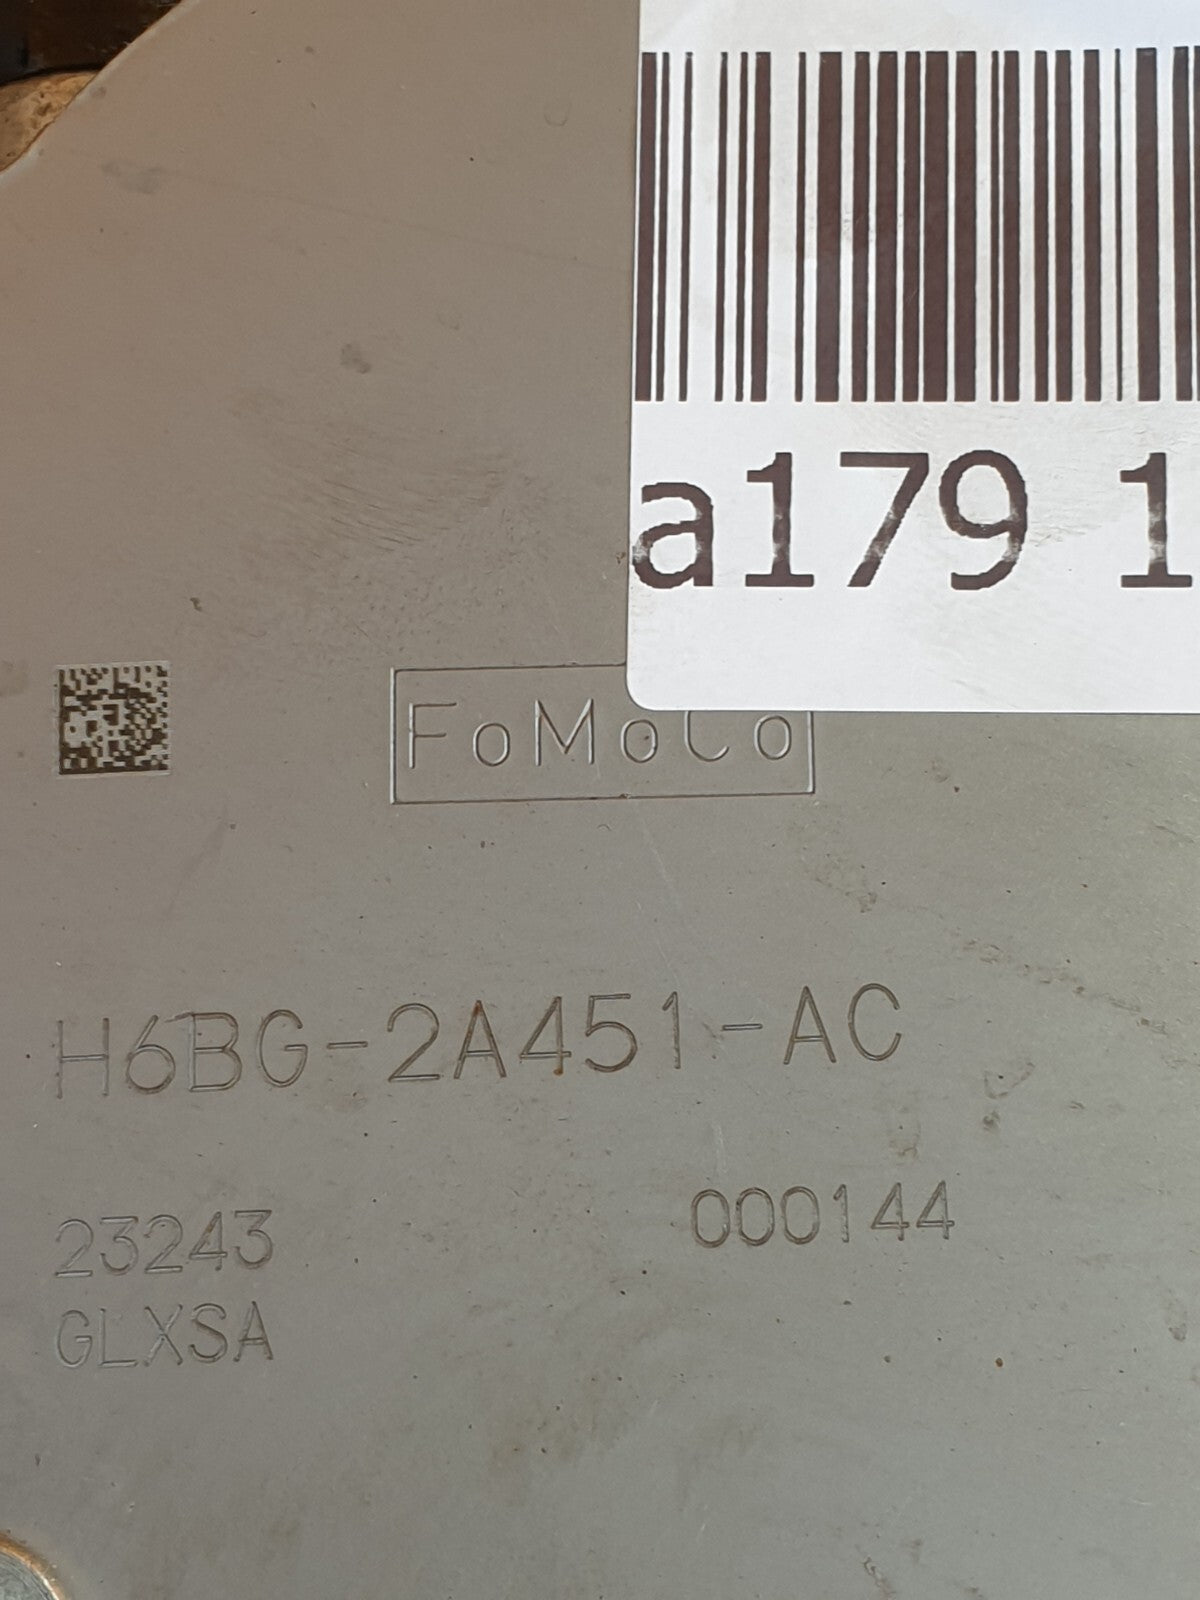 a179 1
FoMoCo
H6BG-2A451-AC
23243
000144
GLXSA